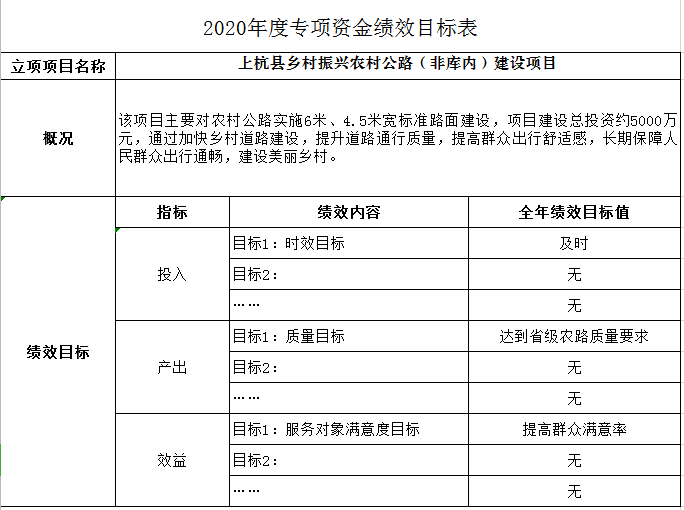 2020年度专项资金绩效目标表
立项项目名称 上杭县乡村振兴农村公路（非库内）建设项目
概况
该项目主要对农村公路实施6米、4.5米宽标准路面建设，项目建设总投资约5000万
元，通过加快乡村道路建设，提升道路通行质量，提高群众出行舒适感，长期保障人
民群众出行通畅，建设美丽乡村。
绩效目标
指标 绩效内容 全年绩效目标值
投入
目标1：时效目标 及时
目标2： 无
…… 无
产出
目标1：质量目标 达到省级农路质量要求
目标2： 无
…… 无
效益
目标1：服务对象满意度目标 提高群众满意率
目标2： 无
…… 无